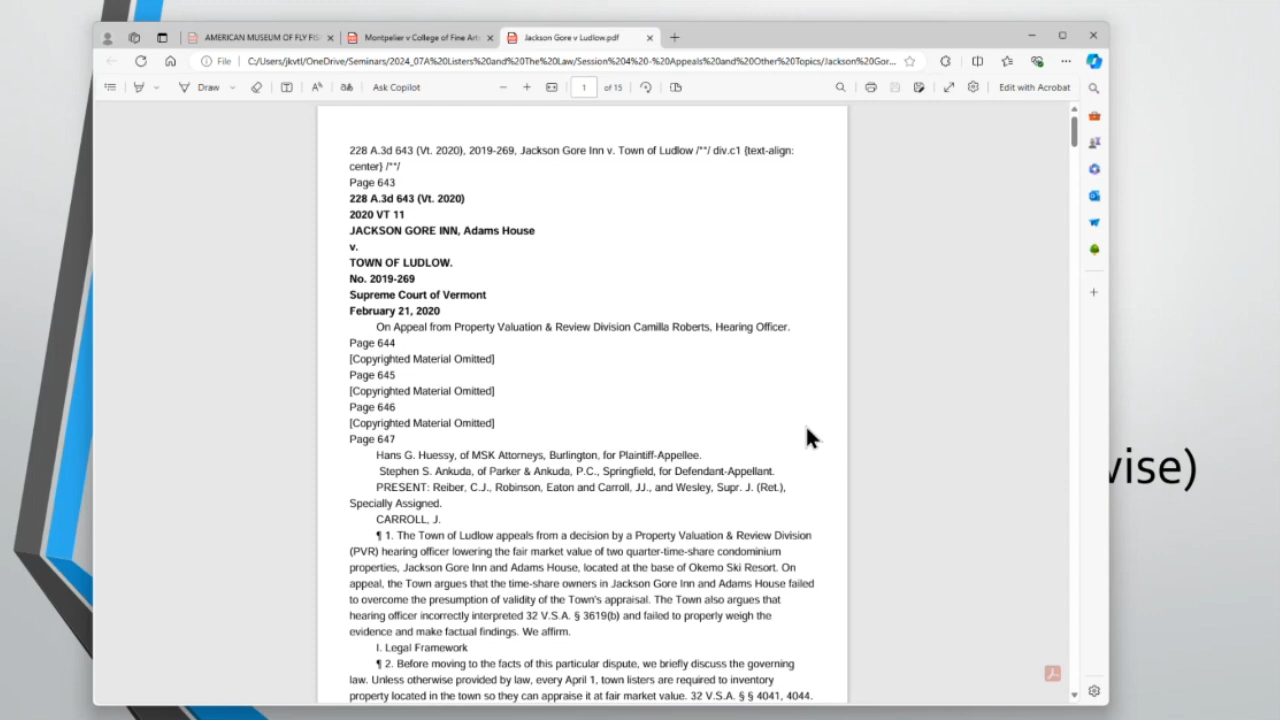 AMERICAN MUSEUM OF FLY FIS
Montpelier v College of Fine Arts
Jackson Gore v Ludlow.pdf
File
C:/Users/jkvtl/OneDrive/Seminars/2024_07A%20Listers%20and%20The%20Law/Session%204%20-%20Appeals%20and%20Other%20Topics/Jackson%20Gor...
Draw
Ask Copilot
1 of 15
Edit with Acrobat
228 A.3d 643 (Vt. 2020), 2019-269, Jackson Gore Inn v. Town of Ludlow /**/ div.c1 {text-align:
center} /**/
Page 643
228 A.3d 643 (Vt. 2020)
2020 VT 11
JACKSON GORE INN, Adams House
v.
TOWN OF LUDLOW.
No. 2019-269
Supreme Court of Vermont
February 21, 2020
On Appeal from Property Valuation & Review Division Camilla Roberts, Hearing Officer.
Page 644
[Copyrighted Material Omitted]
Page 645
[Copyrighted Material Omitted]
Page 646
[Copyrighted Material Omitted]
Page 647
Hans G. Huessy, of MSK Attorneys, Burlington, for Plaintiff-Appellee.
Stephen S. Ankuda, of Parker & Ankuda, P.C., Springfield, for Defendant-Appellant.
PRESENT: Reiber, C.J., Robinson, Eaton and Carroll, JJ., and Wesley, Supr. J. (Ret.),
Specially Assigned.
CARROLL, J.
¶ 1. The Town of Ludlow appeals from a decision by a Property Valuation & Review Division
(PVR) hearing officer lowering the fair market value of two quarter-time-share condominium
properties, Jackson Gore Inn and Adams House, located at the base of Okemo Ski Resort. On
appeal, the Town argues that the time-share owners in Jackson Gore Inn and Adams House failed
to overcome the presumption of validity of the Town's appraisal. The Town also argues that
hearing officer incorrectly interpreted 32 V.S.A. § 3619(b) and failed to properly weigh the
evidence and make factual findings. We affirm.
I. Legal Framework
¶ 2. Before moving to the facts of this particular dispute, we briefly discuss the governing
law. Unless otherwise provided by law, every April 1, town listers are required to inventory
property located in the town so they can appraise it at fair market value. 32 V.S.A. § § 4041, 4044.
vise)